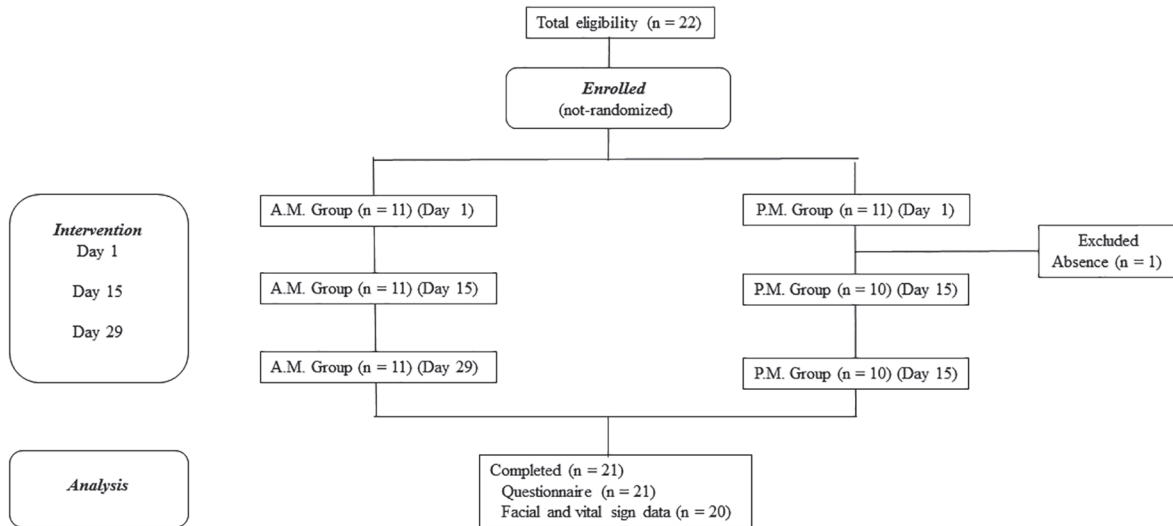 Total eligibility (n = 22)
Enrolled
(not-randomized)
Intervention
Day 1
Day 15
Day 29
A.M. Group (n = 11) (Day 1)
P.M. Group (n = 11) (Day 1)
Excluded
Absence (n = 1)
A.M. Group (n = 11) (Day 15)
P.M. Group (n = 10) (Day 15)
A.M. Group (n = 11) (Day 29)
P.M. Group (n = 10) (Day 15)
Analysis
Completed (n = 21)
Questionnaire (n = 21)
Facial and vital sign data (n = 20)